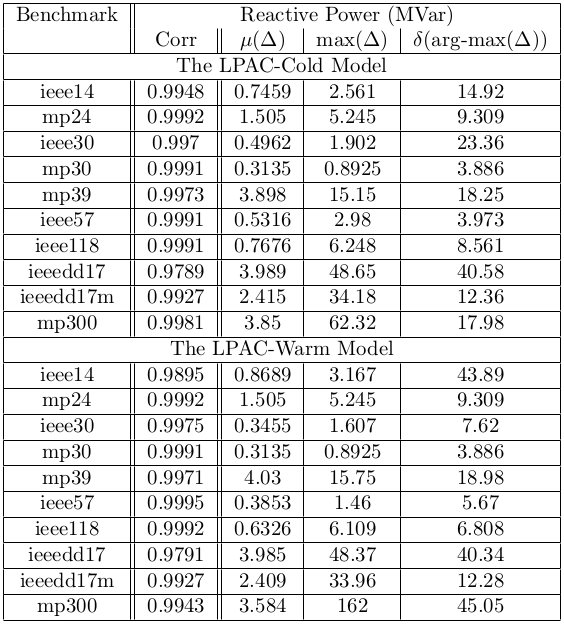 Benchmark Reactive Power (MVar)
Corr μ(Δ) max(Δ) δ(arg-max(Δ))
The LPAC-Cold Model
ieee14 0.9948 0.7459 2.561 14.92
mp24 0.9992 1.505 5.245 9.309
ieee30 0.997 0.4962 1.902 23.36
mp30 0.9991 0.3135 0.8925 3.886
mp39 0.9973 3.898 15.15 18.25
ieee57 0.9991 0.5316 2.98 3.973
ieee118 0.9991 0.7676 6.248 8.561
ieeedd17 0.9789 3.989 48.65 40.58
ieeedd17m 0.9927 2.415 34.18 12.36
mp300 0.9981 3.85 62.32 17.98
The LPAC-Warm Model
ieee14 0.9895 0.8689 3.167 43.89
mp24 0.9992 1.505 5.245 9.309
ieee30 0.9975 0.3455 1.607 7.62
mp30 0.9991 0.3135 0.8925 3.886
mp39 0.9971 4.03 15.75 18.98
ieee57 0.9995 0.3853 1.46 5.67
ieee118 0.9992 0.6326 6.109 6.808
ieeedd17 0.9791 3.985 48.37 40.34
ieeedd17m 0.9927 2.409 33.96 12.28
mp300 0.9943 3.584 162 45.05